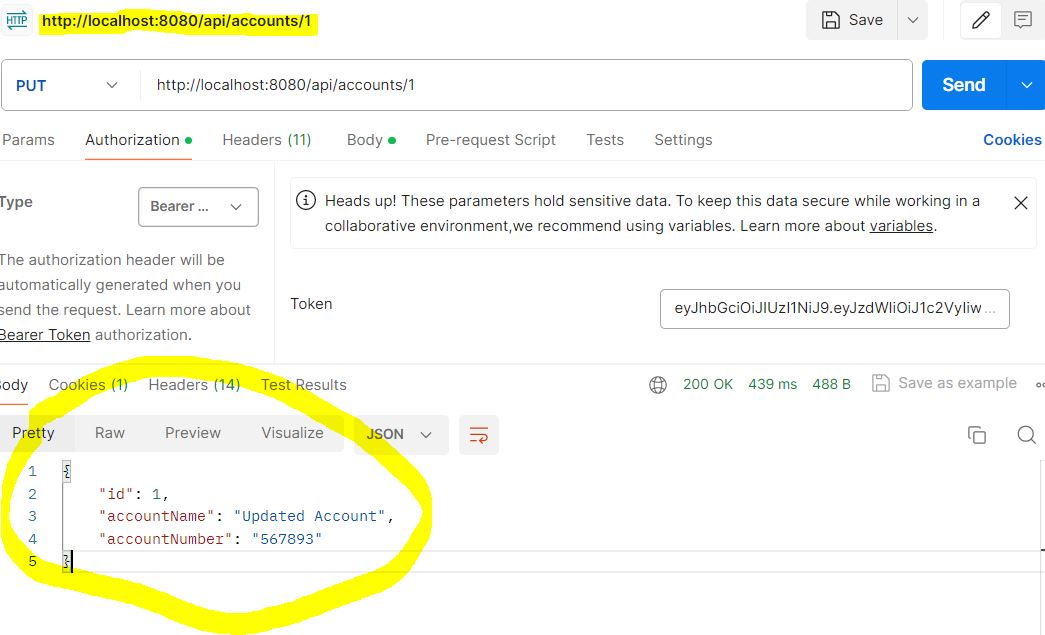 HTTP http://localhost:8080/api/accounts/1 Save
PUT http://localhost:8080/api/accounts/1 Send
Params Authorization Headers (11) Body Pre-request Script Tests Settings Cookies
Type Bearer ...
Heads up! These parameters hold sensitive data. To keep this data secure while working in a
collaborative environment,we recommend using variables. Learn more about variables.
The authorization header will be
automatically generated when you
send the request. Learn more about
Bearer Token authorization.
Token eyJhbGciOiJIUzI1NiJ9.eyJzdWIiOiJ1c2VyIiw...
Body Cookies (1) Headers (14) Test Results 200 OK 439 ms 488 B Save as example
Pretty Raw Preview Visualize JSON
1 {
2 "id": 1,
3 "accountName": "Updated Account",
4 "accountNumber": "567893"
5 }